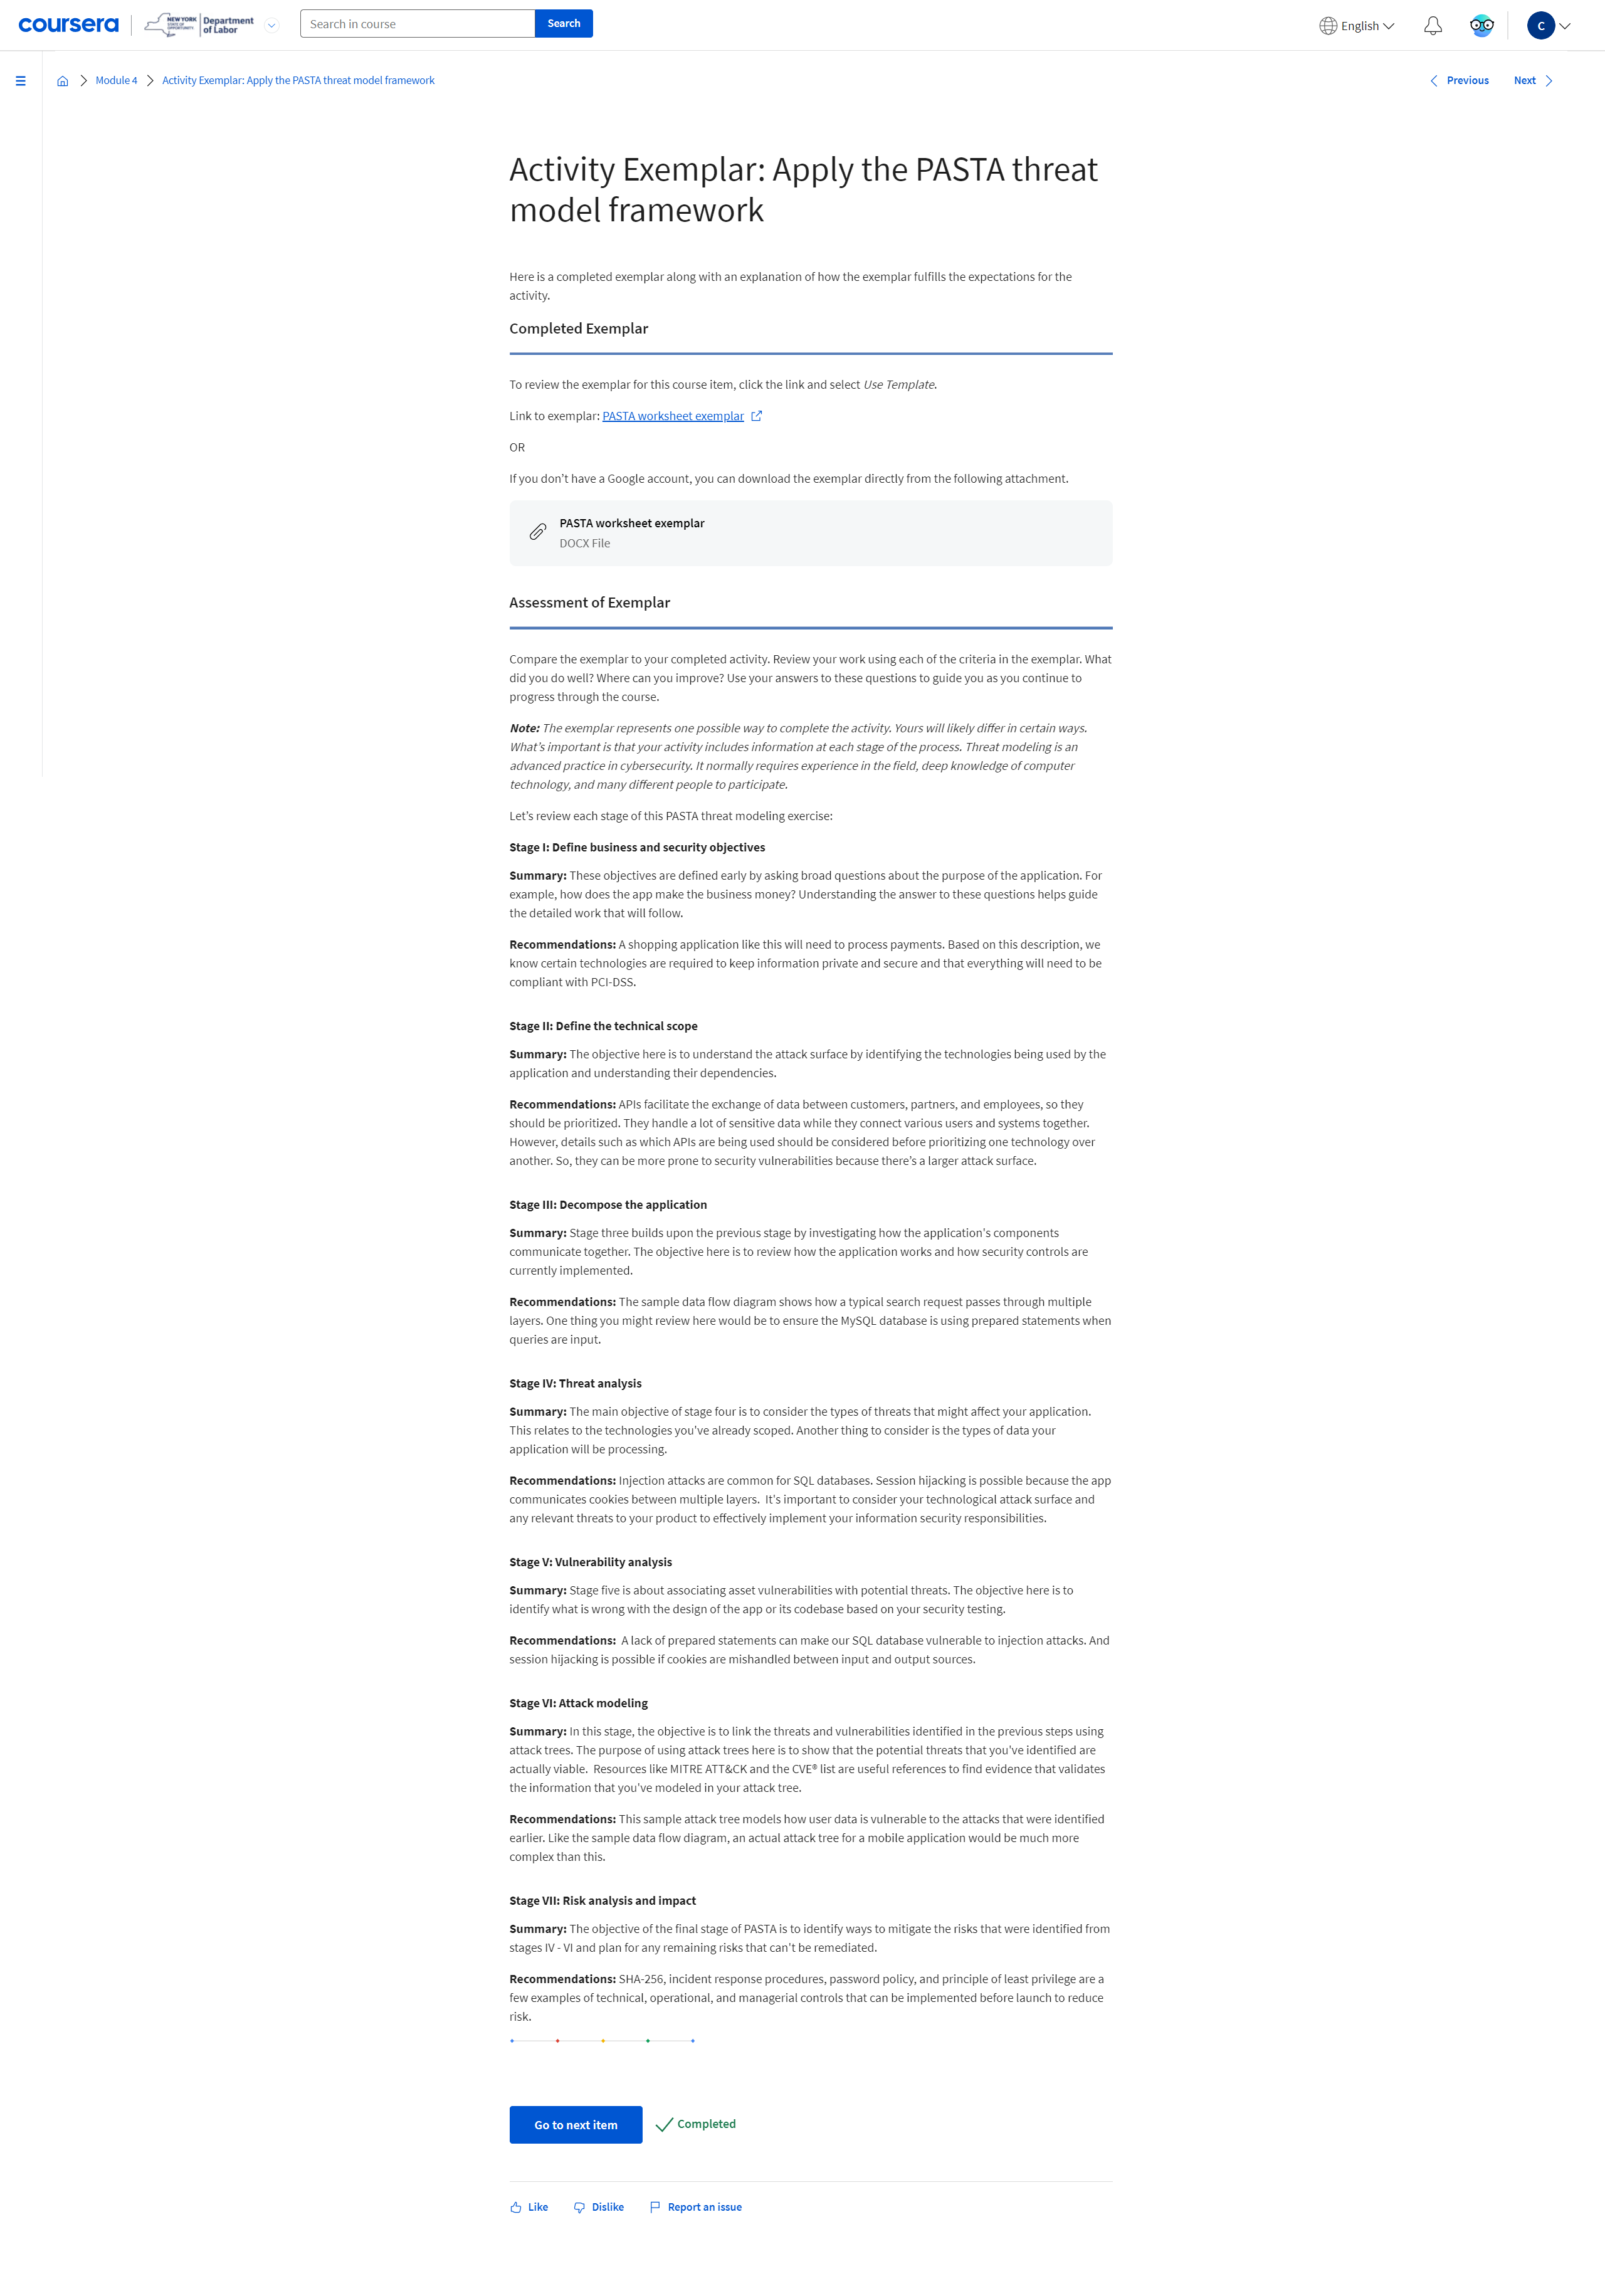 coursera
NEW YORK
STATE OF
OPPORTUNITY.
Department
of Labor
Search in course
Search
English
C
Module 4
Activity Exemplar: Apply the PASTA threat model framework
Previous
Next
Activity Exemplar: Apply the PASTA threat
model framework
Here is a completed exemplar along with an explanation of how the exemplar fulfills the expectations for the
activity.
Completed Exemplar
To review the exemplar for this course item, click the link and select Use Template.
Link to exemplar: PASTA worksheet exemplar
OR
If you don't have a Google account, you can download the exemplar directly from the following attachment.
PASTA worksheet exemplar
DOCX File
Assessment of Exemplar
Compare the exemplar to your completed activity. Review your work using each of the criteria in the exemplar. What
did you do well? Where can you improve? Use your answers to these questions to guide you as you continue to
progress through the course.
Note: The exemplar represents one possible way to complete the activity. Yours will likely differ in certain ways.
What's important is that your activity includes information at each stage of the process. Threat modeling is an
advanced practice in cybersecurity. It normally requires experience in the field, deep knowledge of computer
technology, and many different people to participate.
Let's review each stage of this PASTA threat modeling exercise:
Stage I: Define business and security objectives
Summary: These objectives are defined early by asking broad questions about the purpose of the application. For
example, how does the app make the business money? Understanding the answer to these questions helps guide
the detailed work that will follow.
Recommendations: A shopping application like this will need to process payments. Based on this description, we
know certain technologies are required to keep information private and secure and that everything will need to be
compliant with PCI-DSS.
Stage II: Define the technical scope
Summary: The objective here is to understand the attack surface by identifying the technologies being used by the
application and understanding their dependencies.
Recommendations: APIs facilitate the exchange of data between customers, partners, and employees, so they
should be prioritized. They handle a lot of sensitive data while they connect various users and systems together.
However, details such as which APIs are being used should be considered before prioritizing one technology over
another. So, they can be more prone to security vulnerabilities because there's a larger attack surface.
Stage III: Decompose the application
Summary: Stage three builds upon the previous stage by investigating how the application's components
communicate together. The objective here is to review how the application works and how security controls are
currently implemented.
Recommendations: The sample data flow diagram shows how a typical search request passes through multiple
layers. One thing you might review here would be to ensure the MySQL database is using prepared statements when
queries are input.
Stage IV: Threat analysis
Summary: The main objective of stage four is to consider the types of threats that might affect your application.
This relates to the technologies you've already scoped. Another thing to consider is the types of data your
application will be processing.
Recommendations: Injection attacks are common for SQL databases. Session hijacking is possible because the app
communicates cookies between multiple layers.  It's important to consider your technological attack surface and
any relevant threats to your product to effectively implement your information security responsibilities.
Stage V: Vulnerability analysis
Summary: Stage five is about associating asset vulnerabilities with potential threats. The objective here is to
identify what is wrong with the design of the app or its codebase based on your security testing.
Recommendations:  A lack of prepared statements can make our SQL database vulnerable to injection attacks. And
session hijacking is possible if cookies are mishandled between input and output sources.
Stage VI: Attack modeling
Summary: In this stage, the objective is to link the threats and vulnerabilities identified in the previous steps using
attack trees. The purpose of using attack trees here is to show that the potential threats that you've identified are
actually viable.  Resources like MITRE ATT&CK and the CVE® list are useful references to find evidence that validates
the information that you've modeled in your attack tree.
Recommendations: This sample attack tree models how user data is vulnerable to the attacks that were identified
earlier. Like the sample data flow diagram, an actual attack tree for a mobile application would be much more
complex than this.
Stage VII: Risk analysis and impact
Summary: The objective of the final stage of PASTA is to identify ways to mitigate the risks that were identified from
stages IV - VI and plan for any remaining risks that can't be remediated.
Recommendations: SHA-256, incident response procedures, password policy, and principle of least privilege are a
few examples of technical, operational, and managerial controls that can be implemented before launch to reduce
risk.
Go to next item
Completed
Like
Dislike
Report an issue